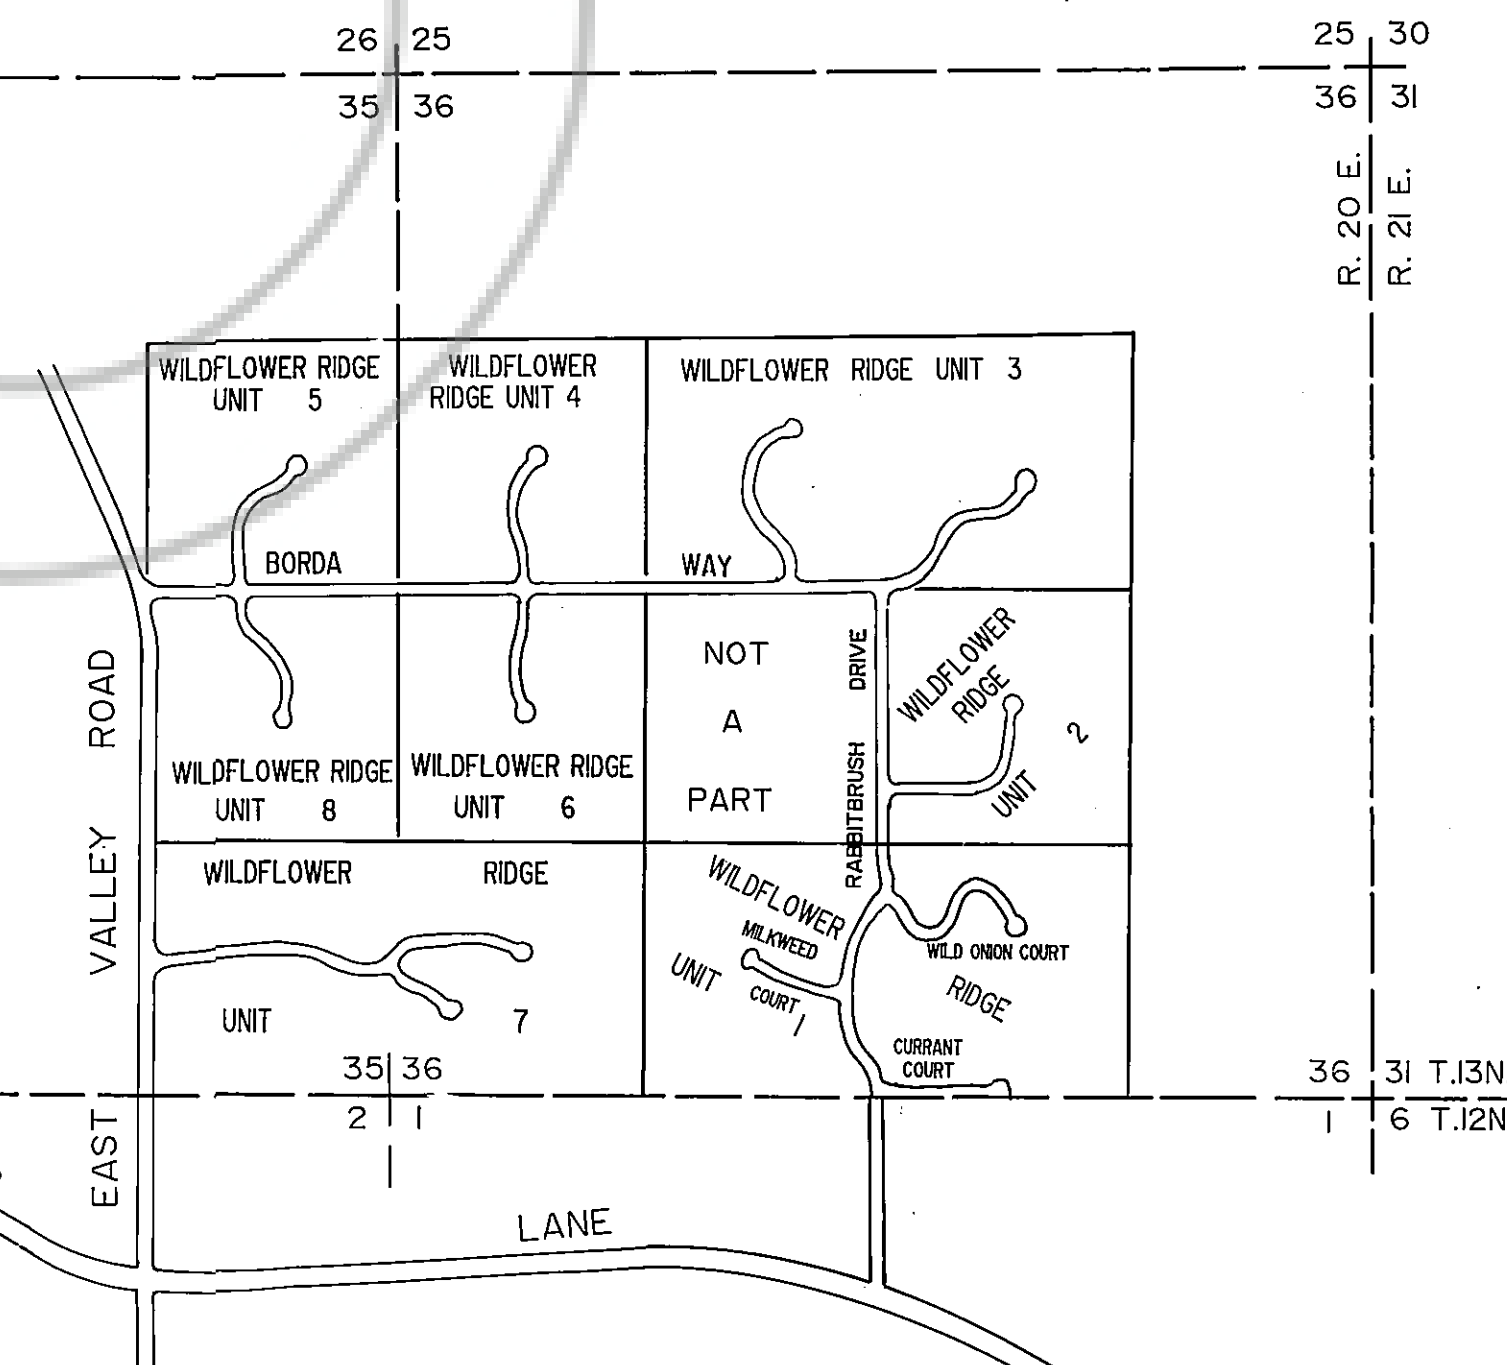 26 25
25 30
35 36
36 31
R. 20 E.
R. 21 E.
WILDFLOWER RIDGE
UNIT 5
WILDFLOWER
RIDGE UNIT 4
WILDFLOWER RIDGE UNIT 3
BORDA WAY
NOT
A
PART
RABBITBRUSH DRIVE
WILDFLOWER
RIDGE
UNIT 2
EAST VALLEY ROAD
WILDFLOWER RIDGE
UNIT 8
WILDFLOWER RIDGE
UNIT 6
WILDFLOWER RIDGE
UNIT 7
WILDFLOWER
RIDGE
UNIT 1
MILKWEED
COURT
WILD ONION COURT
CURRANT
COURT
35 36
36 31 T.13N
2 1
1 6 T.12N
LANE